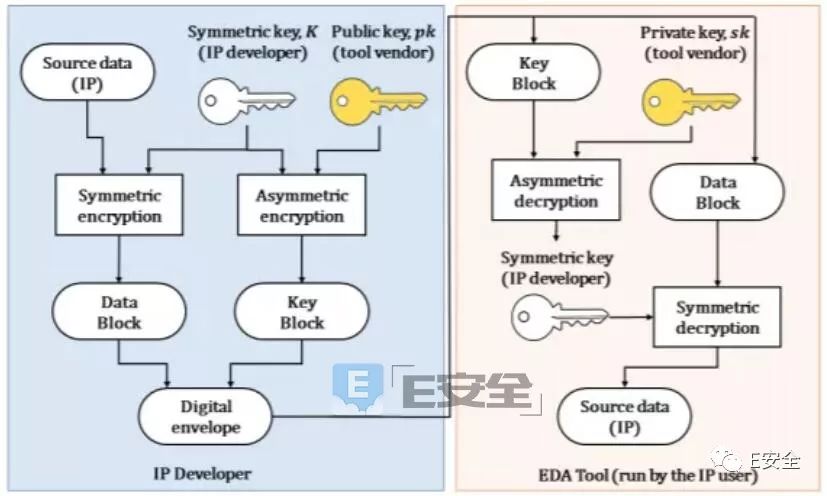 Source data
(IP)
Symmetric key, K
(IP developer)
Public key, pk
(tool vendor)
Symmetric
encryption
Asymmetric
encryption
Data
Block
Key
Block
Digital
envelope
IP Developer
Key
Block
Private key, sk
(tool vendor)
Asymmetric
decryption
Data
Block
Symmetric key
(IP developer)
Symmetric
decryption
Source data
(IP)
EDA Tool (run by the IP user)
E
E安全
E安全